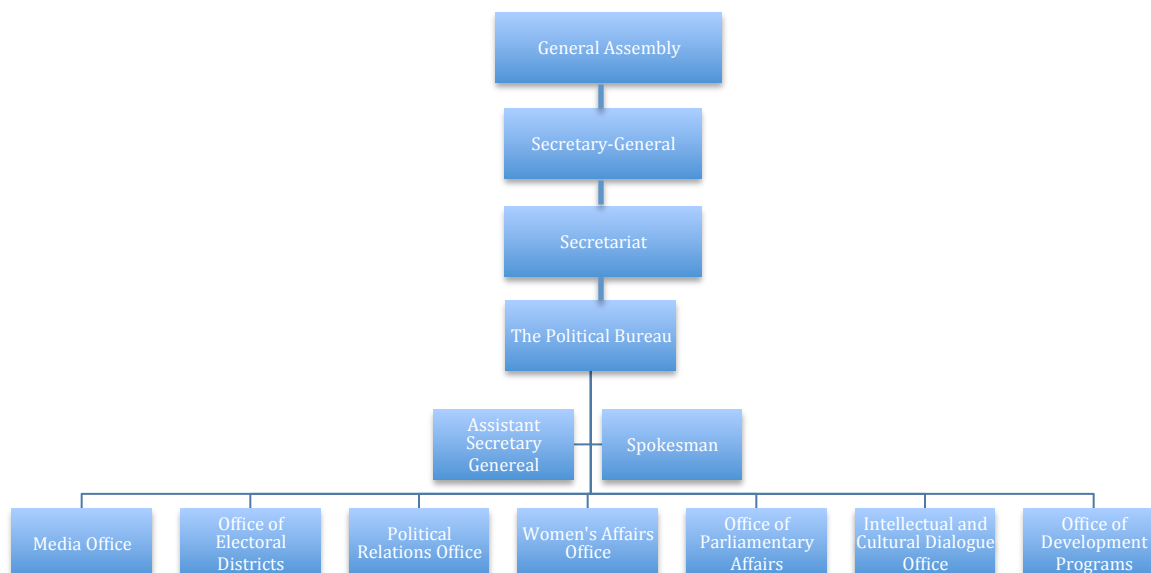 General Assembly
Secretary-General
Secretariat
The Political Bureau
Assistant
Secretary
Genereal
Spokesman
Media Office
Office of
Electoral
Districts
Political
Relations Office
Women's Affairs
Office
Office of
Parliamentary
Affairs
Intellectual and
Cultural Dialogue
Office
Office of
Development
Programs